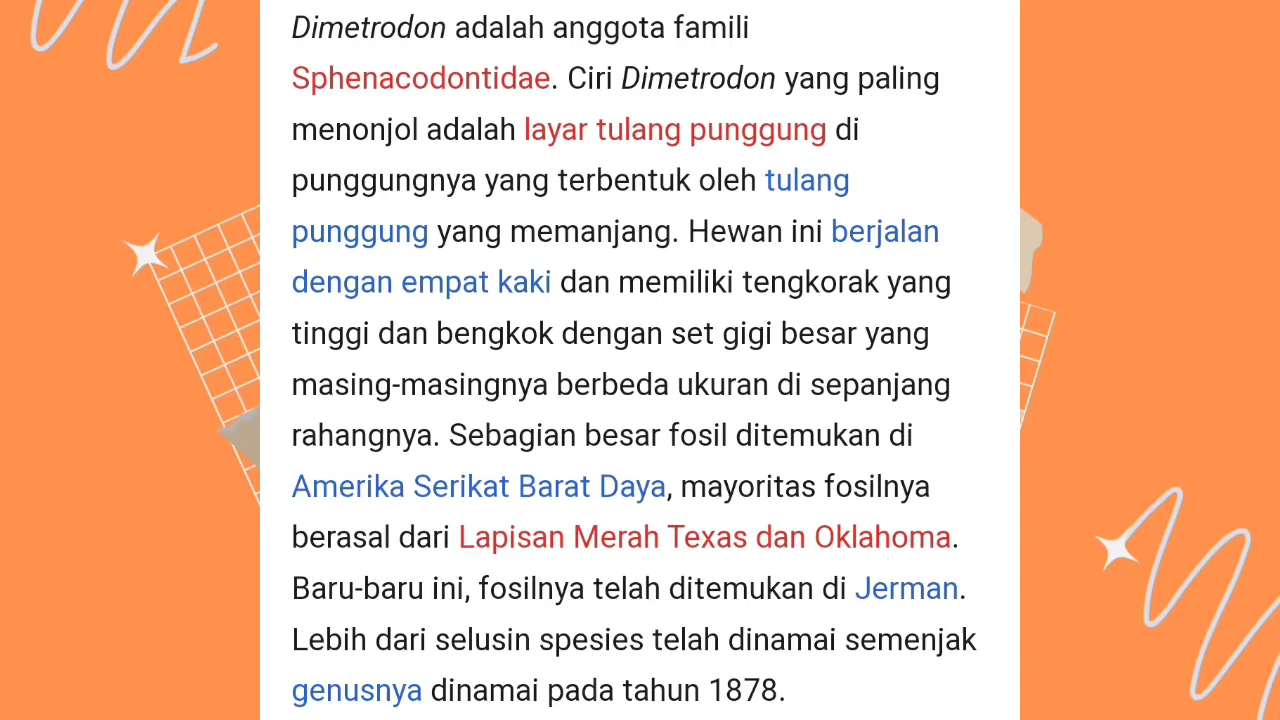 Dimetrodon adalah anggota famili
Sphenacodontidae. Ciri Dimetrodon yang paling
menonjol adalah layar tulang punggung di
punggungnya yang terbentuk oleh tulang
punggung yang memanjang. Hewan ini berjalan
dengan empat kaki dan memiliki tengkorak yang
tinggi dan bengkok dengan set gigi besar yang
masing-masingnya berbeda ukuran di sepanjang
rahangnya. Sebagian besar fosil ditemukan di
Amerika Serikat Barat Daya, mayoritas fosilnya
berasal dari Lapisan Merah Texas dan Oklahoma.
Baru-baru ini, fosilnya telah ditemukan di Jerman.
Lebih dari selusin spesies telah dinamai semenjak
genusnya dinamai pada tahun 1878.